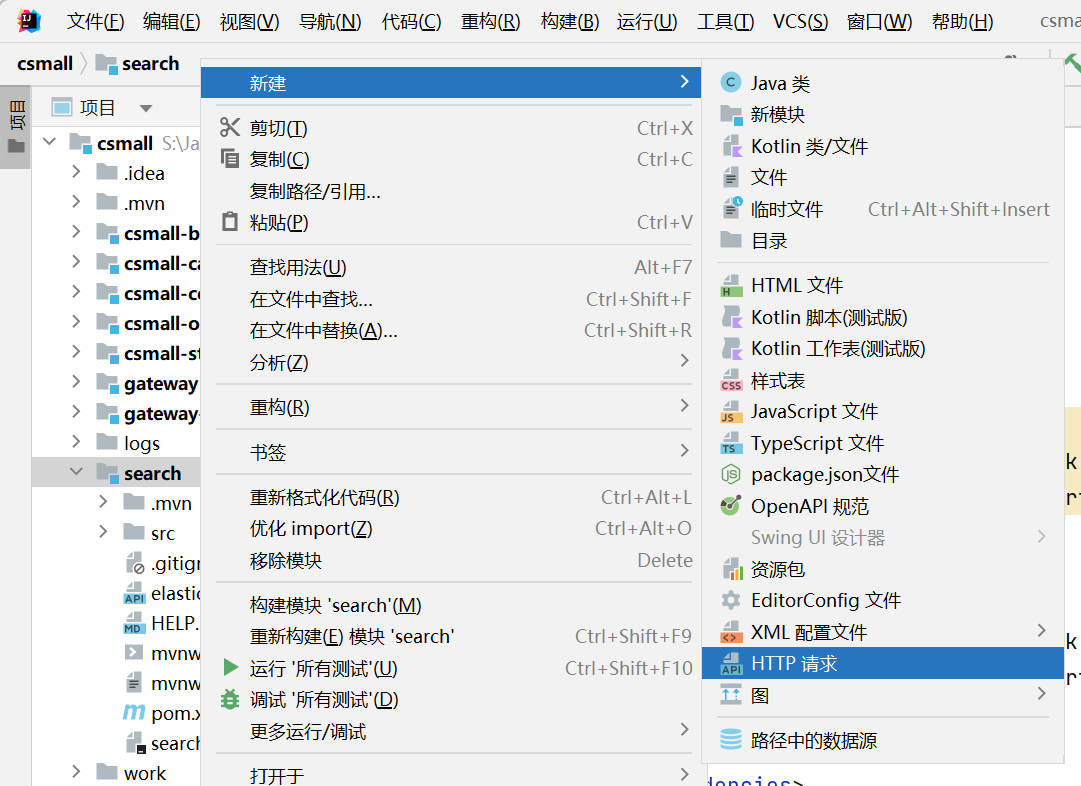 文件(F) 编辑(E) 视图(V) 导航(N) 代码(C) 重构(R) 构建(B) 运行(U) 工具(T) VCS(S) 窗口(W) 帮助(H) csma
csmall search
项目
项目
csmall S:\Ja
.idea
.mvn
csmall-b
csmall-ca
csmall-c
csmall-o
csmall-st
gateway
gateway-
logs
search
.mvn
src
.gitign
elastic
HELP.
mvnw
mvnw
pom.x
search
work
新建
剪切(T) Ctrl+X
复制(C) Ctrl+C
复制路径/引用...
粘贴(P) Ctrl+V
查找用法(U) Alt+F7
在文件中查找... Ctrl+Shift+F
在文件中替换(A)... Ctrl+Shift+R
分析(Z)
重构(R)
书签
重新格式化代码(R) Ctrl+Alt+L
优化 import(Z) Ctrl+Alt+O
移除模块 Delete
构建模块 'search'(M)
重新构建(E) 模块 'search' Ctrl+Shift+F9
运行 '所有测试'(U) Ctrl+Shift+F10
调试 '所有测试'(D)
更多运行/调试
打开于
Java 类
新模块
Kotlin 类/文件
文件
临时文件 Ctrl+Alt+Shift+Insert
目录
HTML 文件
Kotlin 脚本(测试版)
Kotlin 工作表(测试版)
样式表
JavaScript 文件
TypeScript 文件
package.json文件
OpenAPI 规范
Swing UI 设计器
资源包
EditorConfig 文件
XML 配置文件
HTTP 请求
图
路径中的数据源